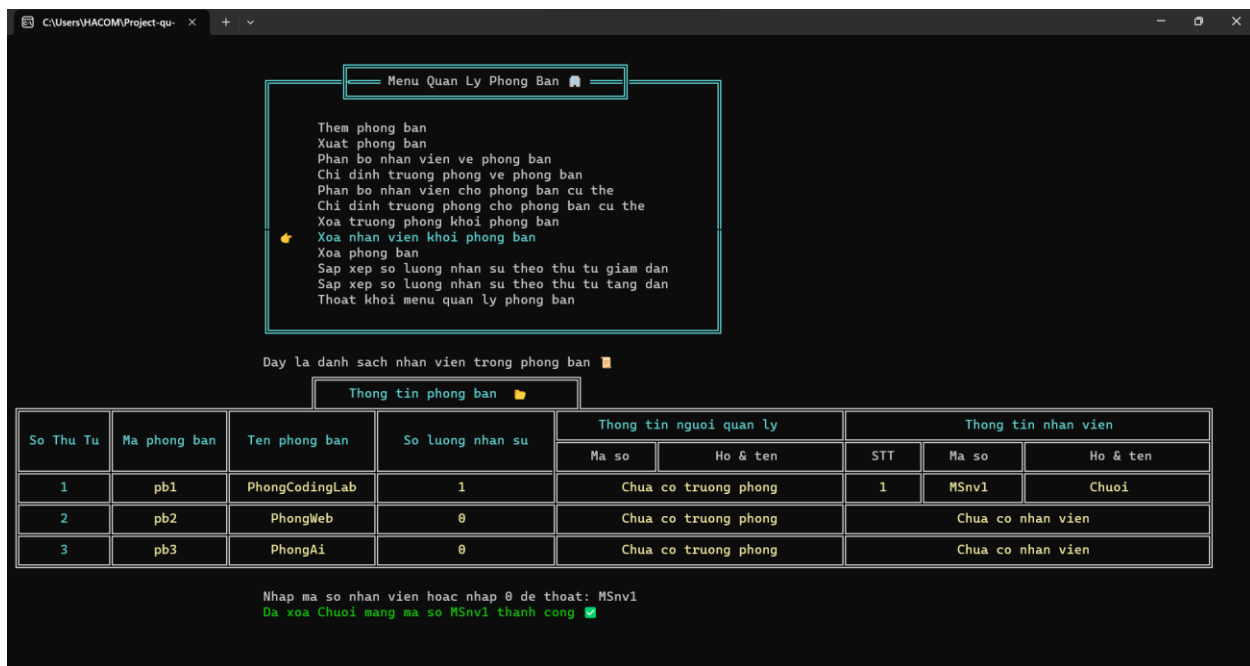 C:\Users\HACOM\Project-qu-
Menu Quan Ly Phong Ban
Them phong ban
Xuat phong ban
Phan bo nhan vien ve phong ban
Chi dinh truong phong ve phong ban
Phan bo nhan vien cho phong ban cu the
Chi dinh truong phong cho phong ban cu the
Xoa truong phong khoi phong ban
Xoa nhan vien khoi phong ban
Xoa phong ban
Sap xep so luong nhan su theo thu tu giam dan
Sap xep so luong nhan su theo thu tu tang dan
Thoat khoi menu quan ly phong ban
Day la danh sach nhan vien trong phong ban
Thong tin phong ban
So Thu Tu Ma phong ban Ten phong ban So luong nhan su Thong tin nguoi quan ly Thong tin nhan vien
Ma so Ho & ten STT Ma so Ho & ten
1 pb1 PhongCodingLab 1 Chua co truong phong 1 MSnv1 Chuoi
2 pb2 PhongWeb 0 Chua co truong phong Chua co nhan vien
3 pb3 PhongAi 0 Chua co truong phong Chua co nhan vien
Nhap ma so nhan vien hoac nhap 0 de thoat: MSnv1
Da xoa Chuoi mang ma so MSnv1 thanh cong